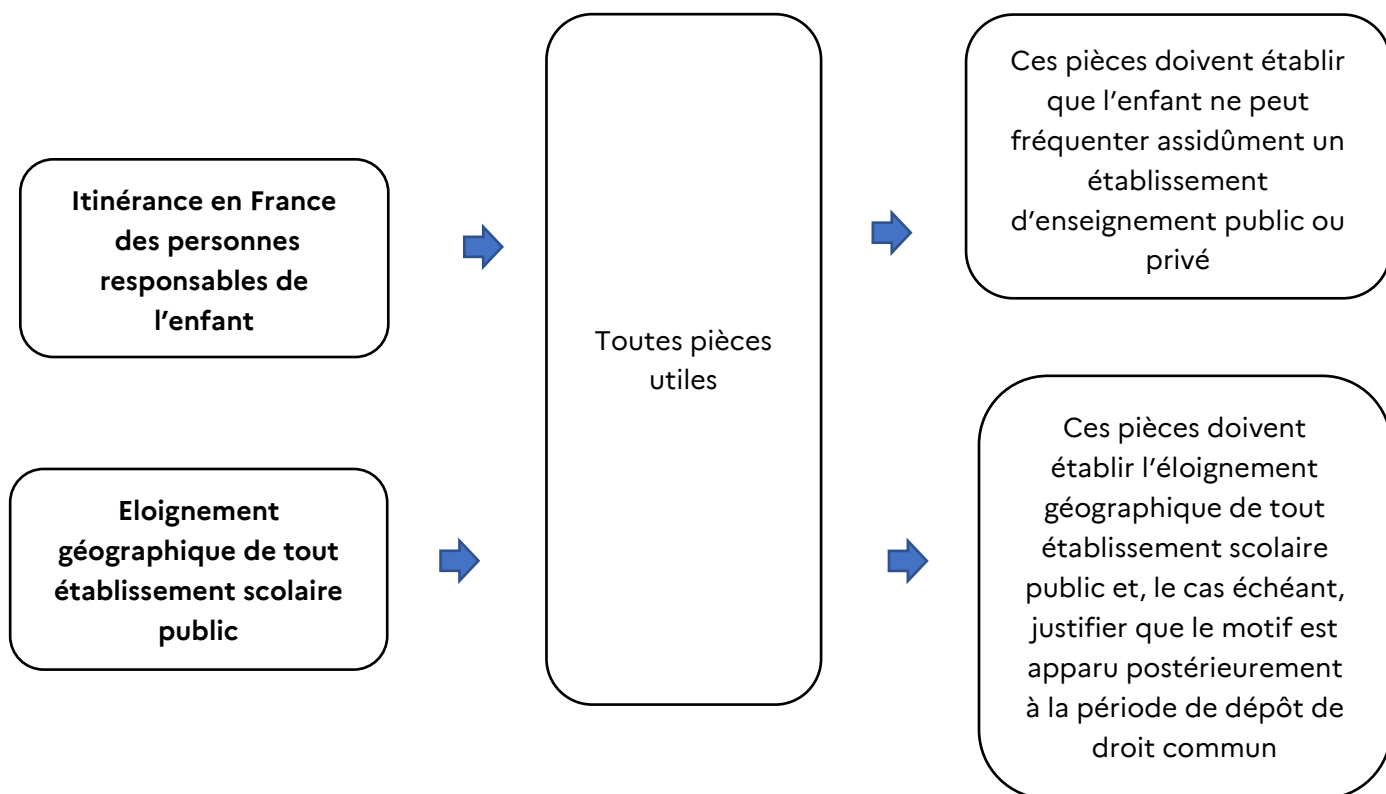 Itinérance en France
des personnes
responsables de
l’enfant
Eloignement
géographique de tout
établissement scolaire
public
Toutes pièces
utiles
Ces pièces doivent établir
que l’enfant ne peut
fréquenter assidûment un
établissement
d’enseignement public ou
privé
Ces pièces doivent
établir l’éloignement
géographique de tout
établissement scolaire
public et, le cas échéant,
justifier que le motif est
apparu postérieurement
à la période de dépôt de
droit commun